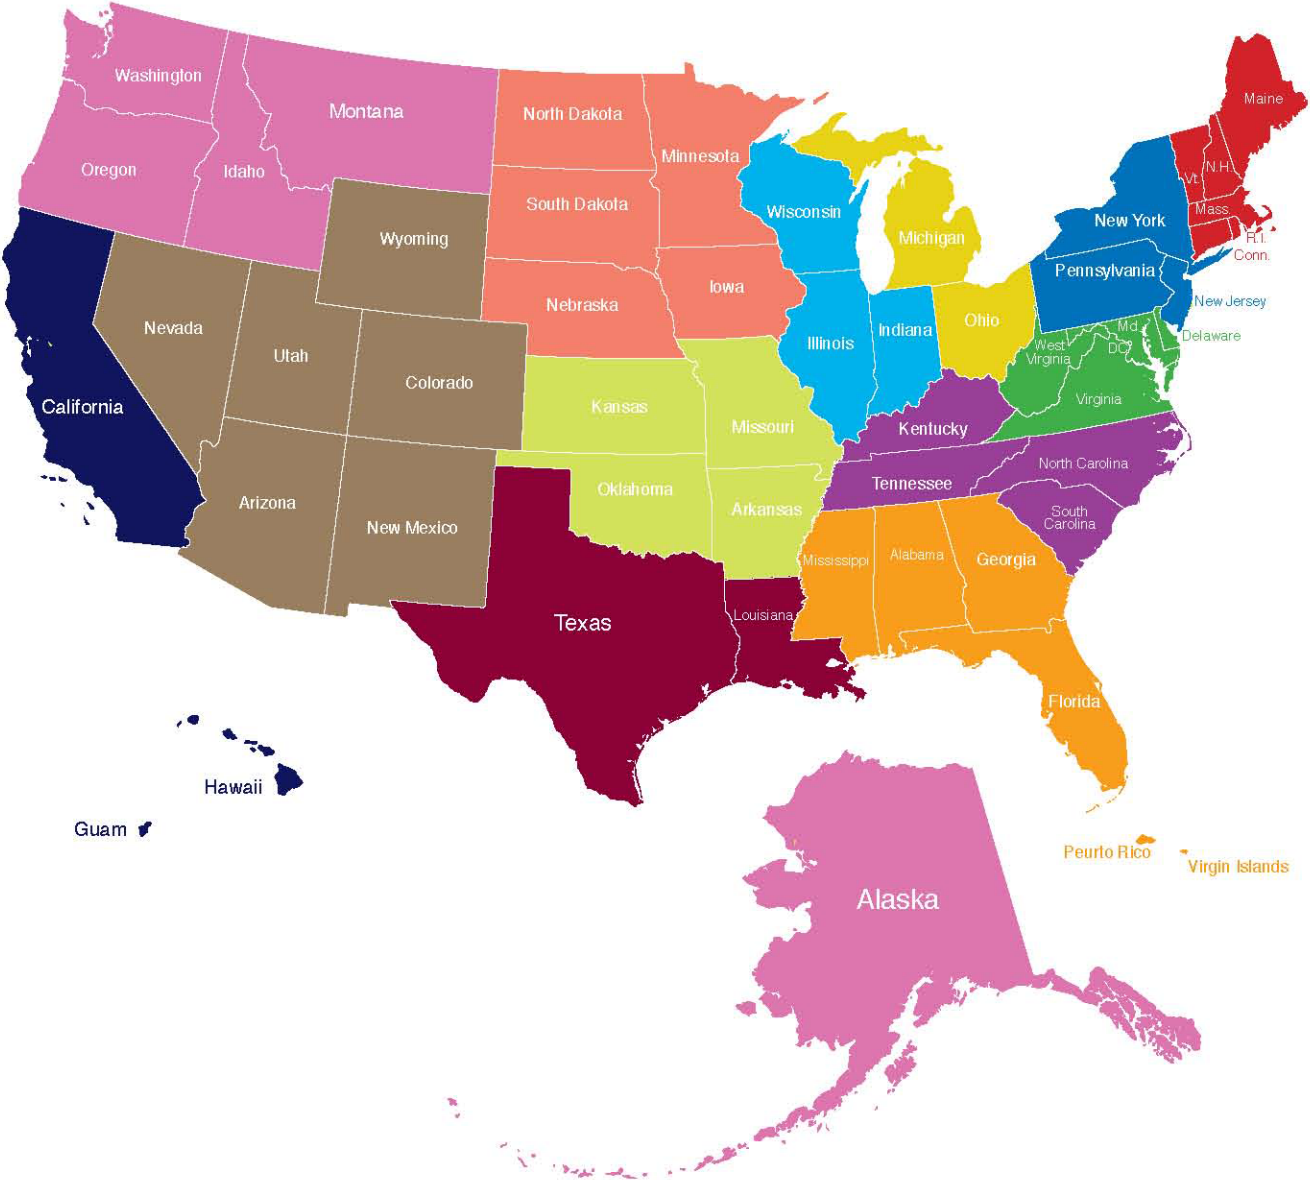 Washington
Montana
North Dakota
Minnesota
Maine
Oregon
Idaho
N.H.
Vt.
South Dakota
Wisconsin
Mass.
New York
Wyoming
Michigan
R.I.
Conn.
Pennsylvania
Iowa
Nebraska
New Jersey
Nevada
Utah
Illinois
Indiana
Ohio
Md.
Delaware
DC
West
Virginia
Colorado
California
Kansas
Missouri
Kentucky
Virginia
North Carolina
Tennessee
Arizona
Oklahoma
Arkansas
South
Carolina
New Mexico
Mississippi
Alabama
Georgia
Texas
Louisiana
Florida
Hawaii
Guam
Peurto Rico
Virgin Islands
Alaska